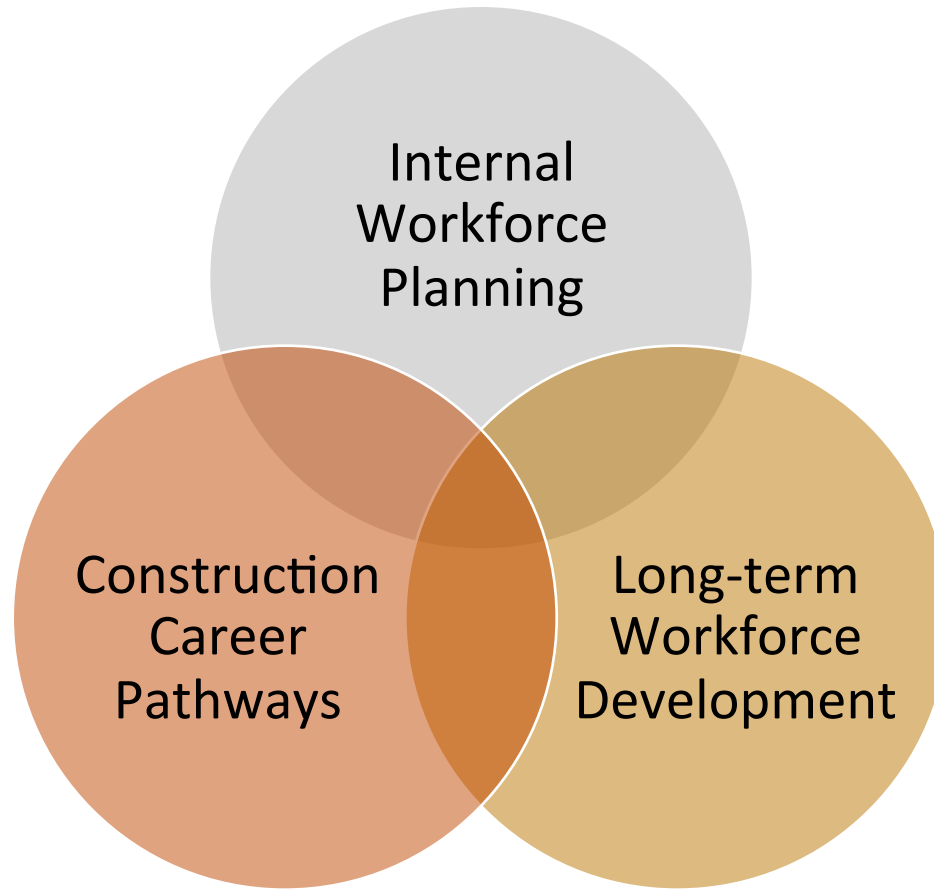 Internal
Workforce
Planning
Construction
Career
Pathways
Long-term
Workforce
Development